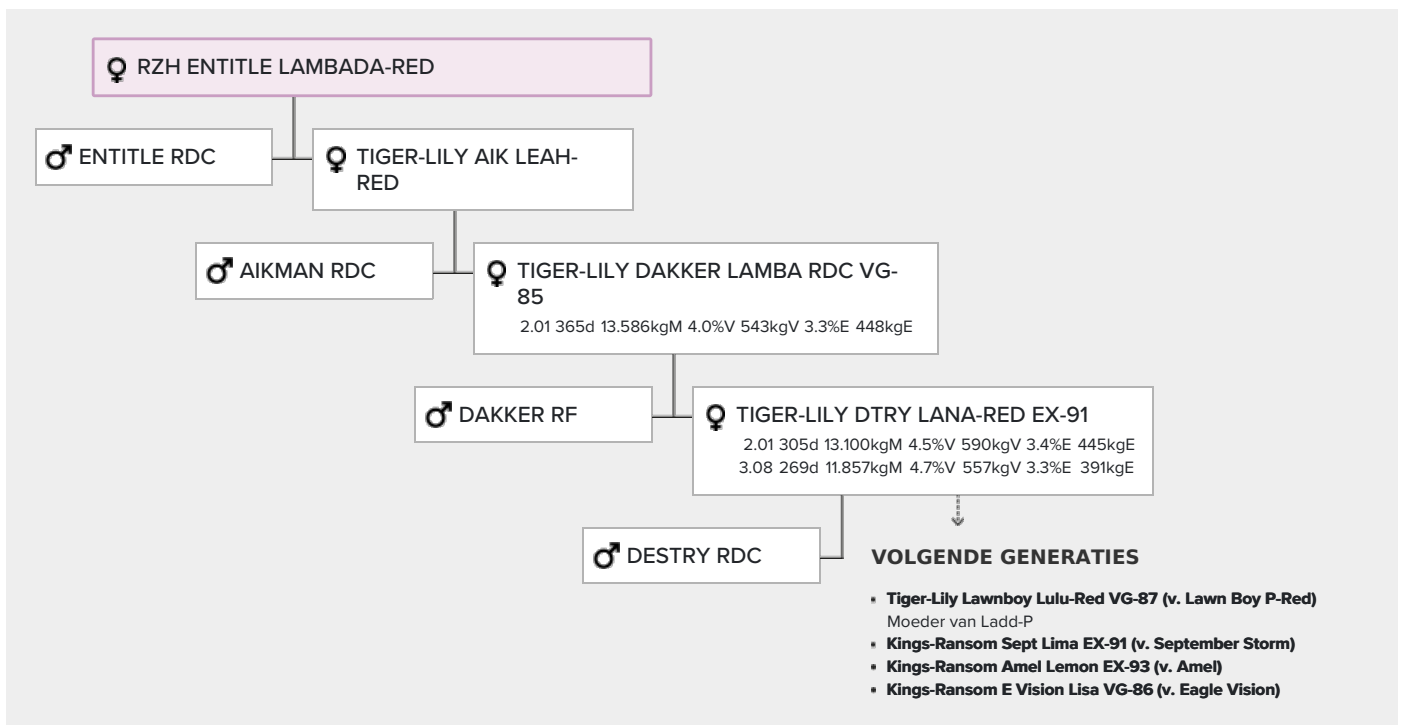 RZH ENTITLE LAMBADA-RED
ENTITLE RDC
TIGER-LILY AIK LEAH-
RED
AIKMAN RDC
TIGER-LILY DAKKER LAMBA RDC VG-
85
2.01 365d 13.586kgM 4.0%V 543kgV 3.3%E 448kgE
DAKKER RF
TIGER-LILY DTRY LANA-RED EX-91
2.01 305d 13.100kgM 4.5%V 590kgV 3.4%E 445kgE
3.08 269d 11.857kgM 4.7%V 557kgV 3.3%E 391kgE
DESTRY RDC
VOLGENDE GENERATIES
Tiger-Lily Lawnboy Lulu-Red VG-87 (v. Lawn Boy P-Red)
Moeder van Ladd-P
Kings-Ransom Sept Lima EX-91 (v. September Storm)
Kings-Ransom Amel Lemon EX-93 (v. Amel)
Kings-Ransom E Vision Lisa VG-86 (v. Eagle Vision)